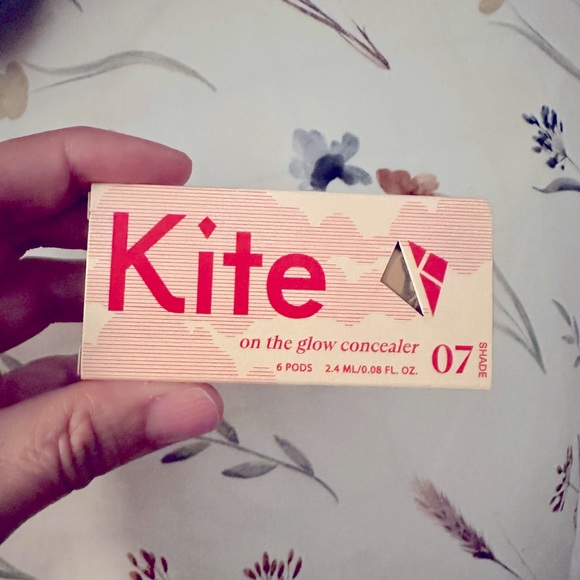 Kite
on the glow concealer
6 PODS 2.4 ML/0.08 FL. OZ.
07
SHADE